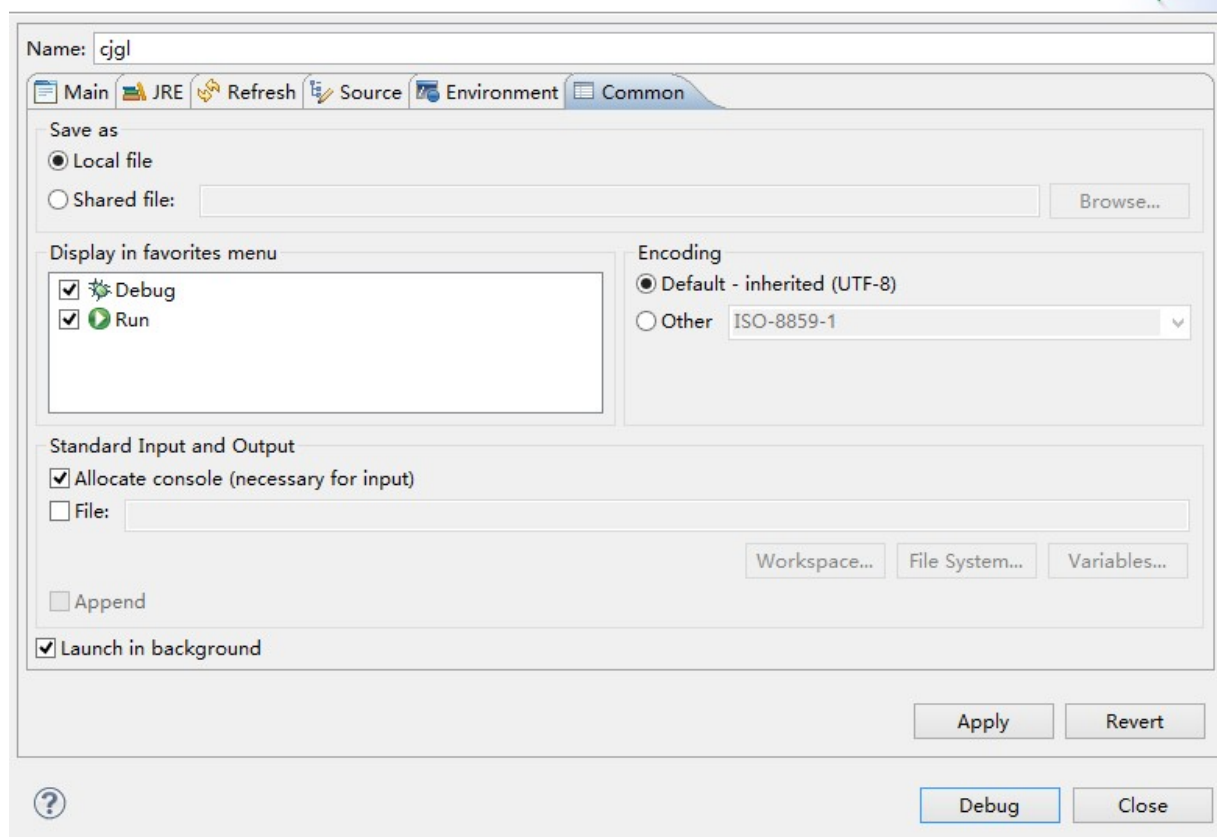 Name: cjgl
Main JRE Refresh Source Environment Common
Save as
Local file
Shared file: Browse...
Display in favorites menu
Debug
Run
Encoding
Default - inherited (UTF-8)
Other ISO-8859-1
Standard Input and Output
Allocate console (necessary for input)
File:
Workspace... File System... Variables...
Append
Launch in background
Apply Revert
? Debug Close